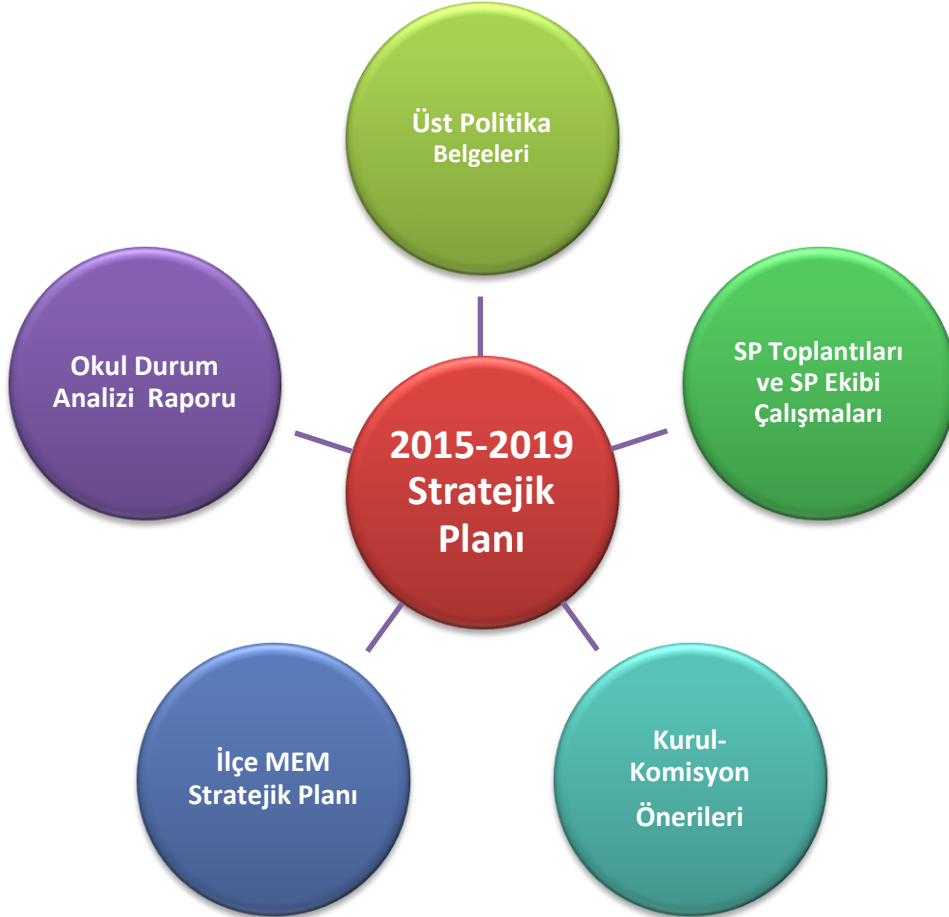 Üst Politika
Belgeleri
Okul Durum
Analizi Raporu
SP Toplantıları
ve SP Ekibi
Çalışmaları
2015-2019
Stratejik
Planı
İlçe MEM
Stratejik Planı
Kurul-
Komisyon
Önerileri